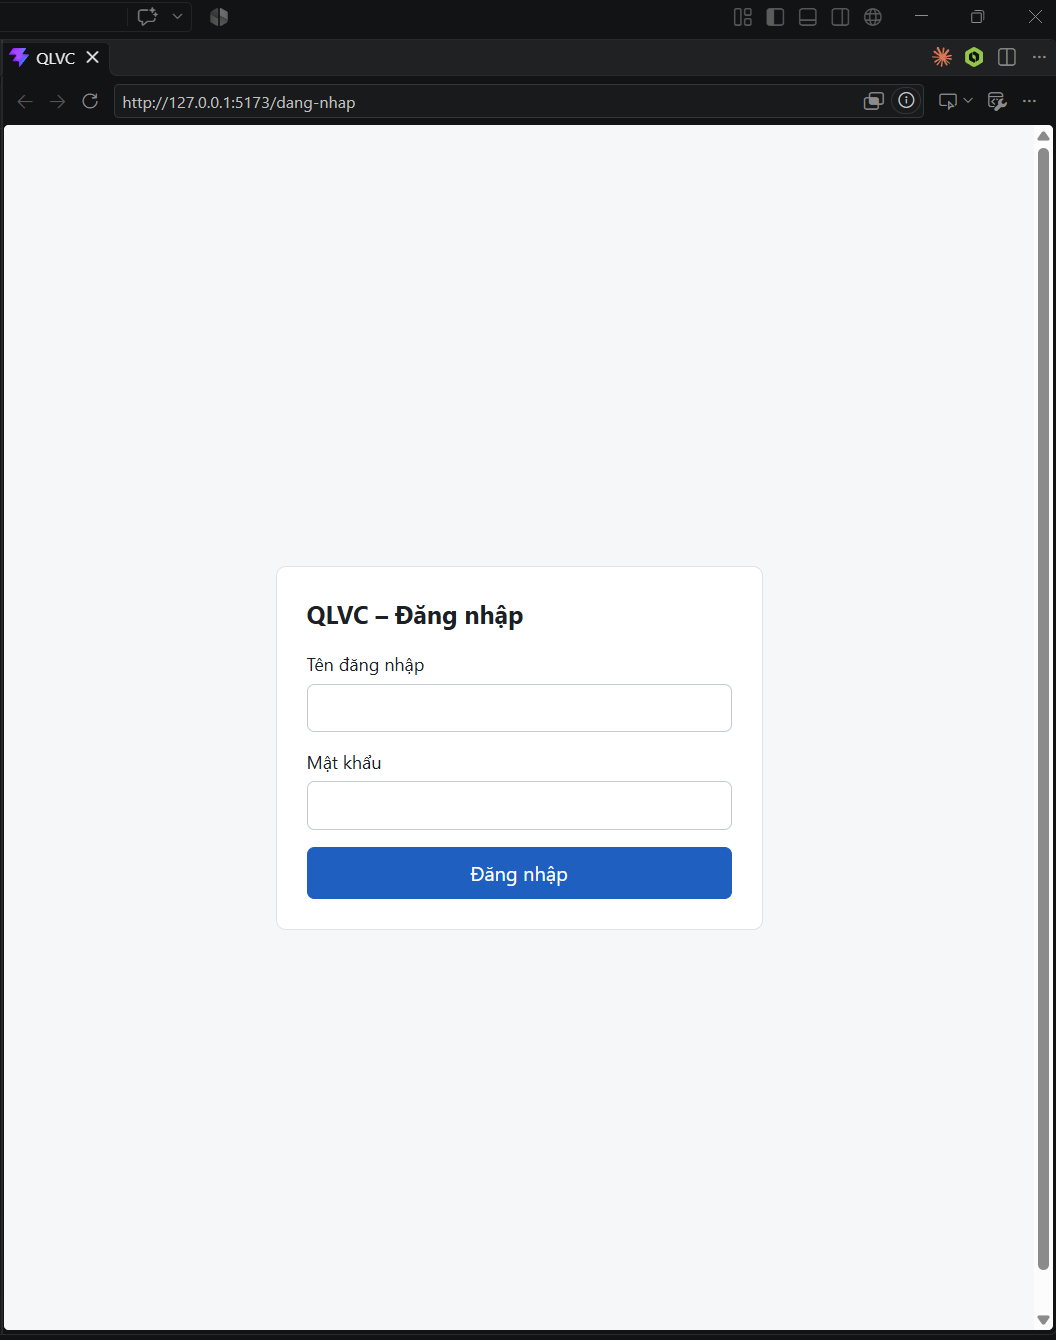 QLVC
http://127.0.0.1:5173/dang-nhap
QLVC – Đăng nhập
Tên đăng nhập
Mật khẩu
Đăng nhập